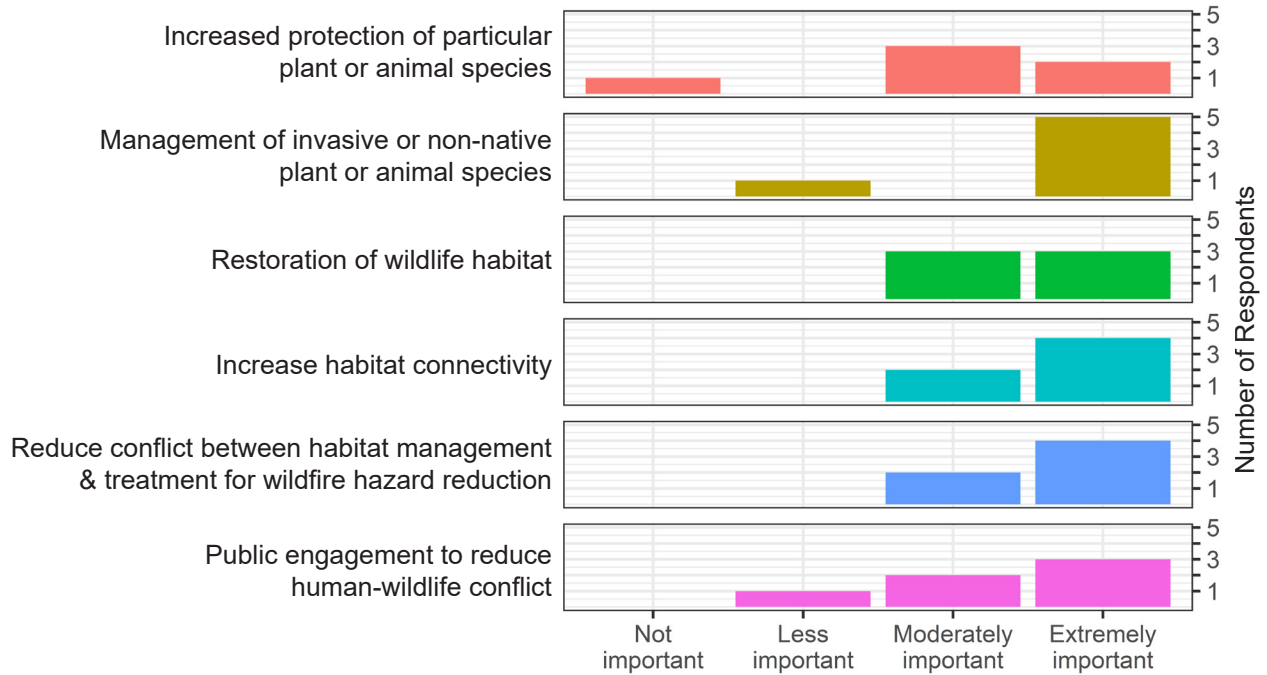 Increased protection of particular
plant or animal species
5
3
1
Management of invasive or non-native
plant or animal species
5
3
1
Restoration of wildlife habitat
5
3
1
Increase habitat connectivity
5
3
1
Reduce conflict between habitat management
& treatment for wildfire hazard reduction
5
3
1
Public engagement to reduce
human-wildlife conflict
5
3
1
Number of Respondents
Not
important
Less
important
Moderately
important
Extremely
important